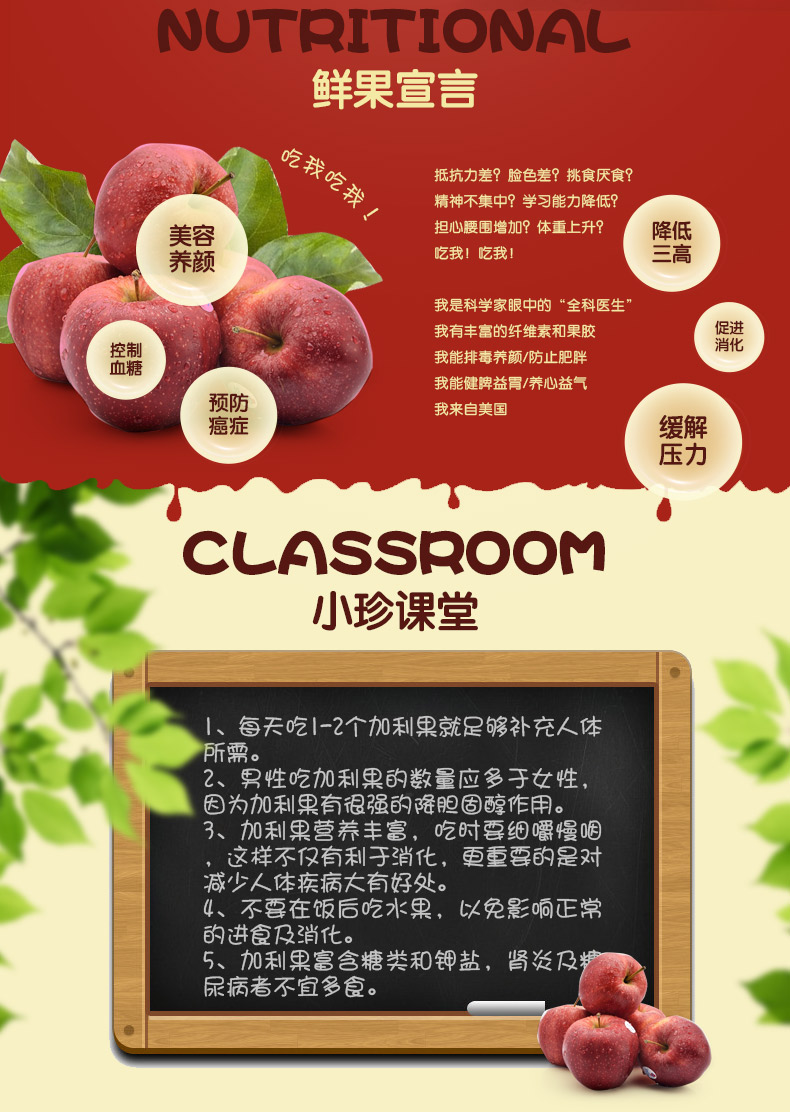 NUTRITIONAL
鲜果宣言
吃我吃我！
抵抗力差？脸色差？挑食厌食？
精神不集中？学习能力降低？
担心腰围增加？体重上升？
吃我！吃我！
我是科学家眼中的“全科医生”
我有丰富的纤维素和果胶
我能排毒养颜/防止肥胖
我能健脾益胃/养心益气
我来自美国
美容
养颜
控制
血糖
预防
癌症
降低
三高
促进
消化
缓解
压力
CLASSROOM
小珍课堂
1、每天吃1-2个加利果就足够补充人体
所需。
2、男性吃加利果的数量应多于女性，
因为加利果有很强的降胆固醇作用。
3、加利果营养丰富，吃时要细嚼慢咽
，这样不仅有利于消化，更重要的是对
减少人体疾病大有好处。
4、不要在饭后吃水果，以免影响正常
的进食及消化。
5、加利果富含糖类和钾盐，肾炎及糖
尿病者不宜多食。